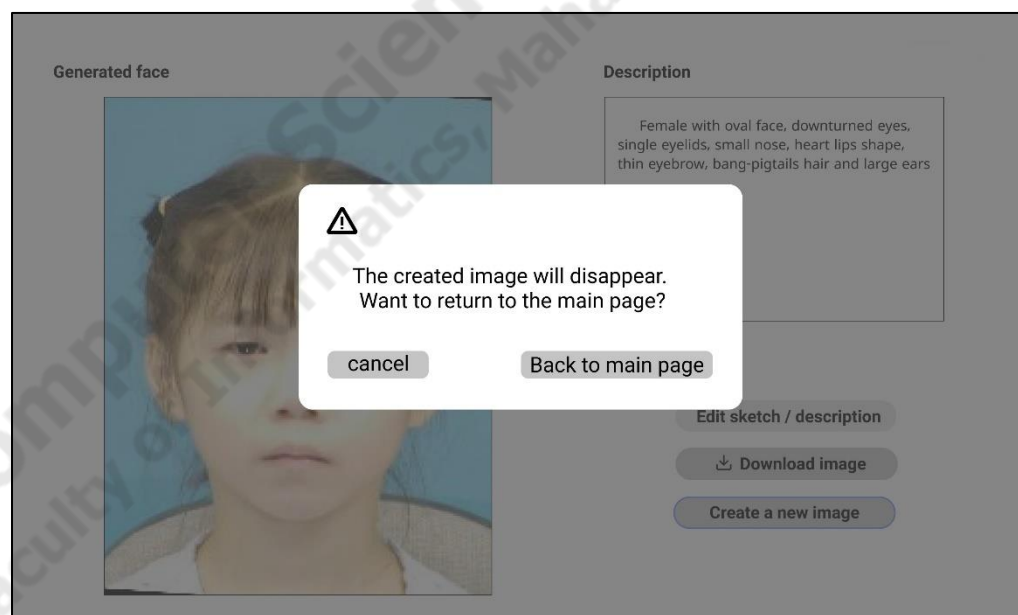 Generated face
Description
Female with oval face, downturned eyes,
single eyelids, small nose, heart lips shape,
thin eyebrow, bang-pigtails hair and large ears
The created image will disappear.
Want to return to the main page?
cancel
Back to main page
Edit sketch / description
Download image
Create a new image